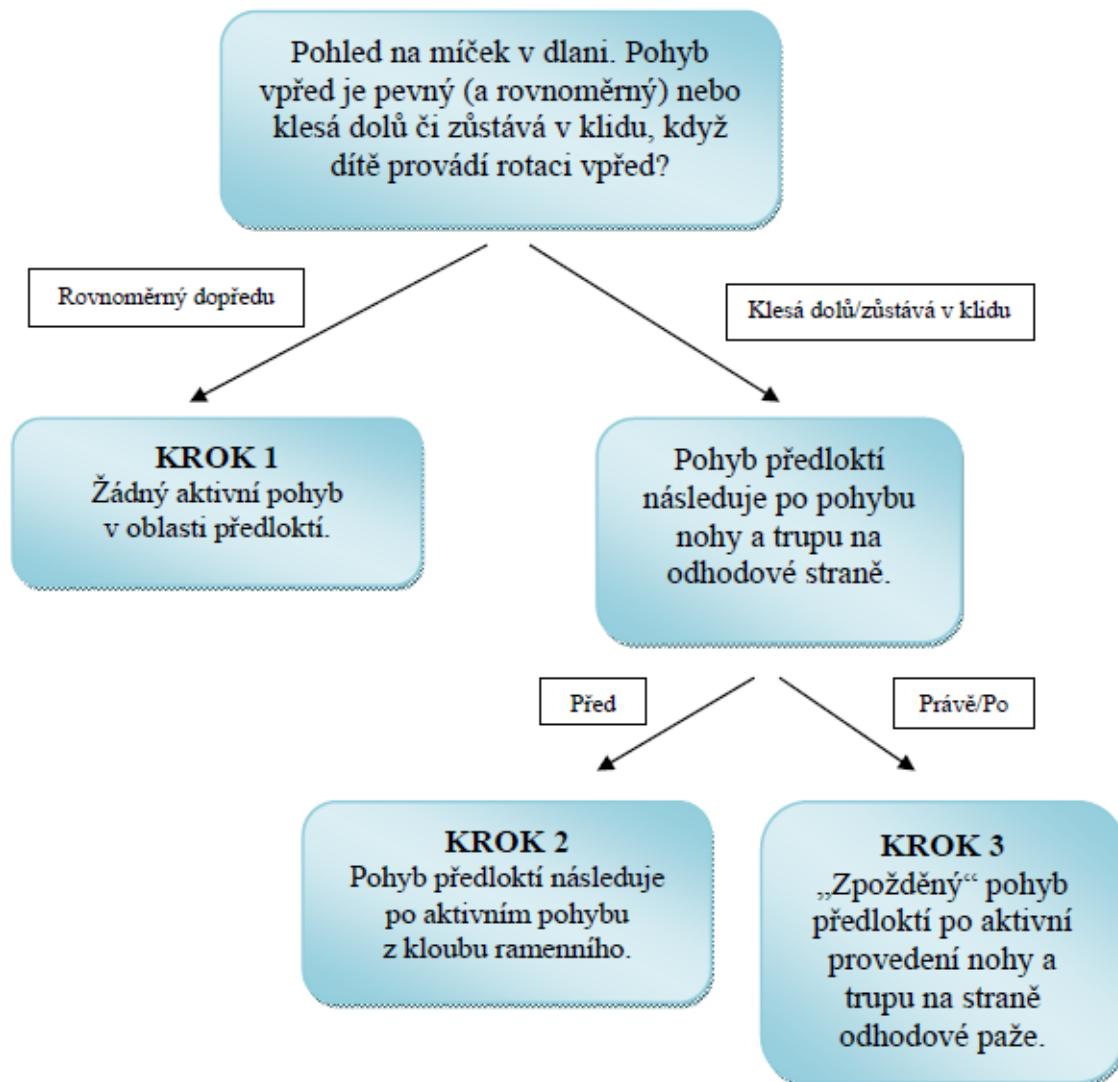 Pohled na míček v dlani. Pohyb
vpřed je pevný (a rovnoměrný) nebo
klesá dolů či zůstává v klidu, když
dítě provádí rotaci vpřed?
Rovnoměrný dopředu
Klesá dolů/zůstává v klidu
KROK 1
Žádný aktivní pohyb
v oblasti předloktí.
Pohyb předloktí
následuje po pohybu
nohy a trupu na
odhodové straně.
Před
Právě/Po
KROK 2
Pohyb předloktí následuje
po aktivním pohybu
z kloubu ramenního.
KROK 3
„Zpožděný“ pohyb
předloktí po aktivní
provedení nohy a
trupu na straně
odhodové paže.